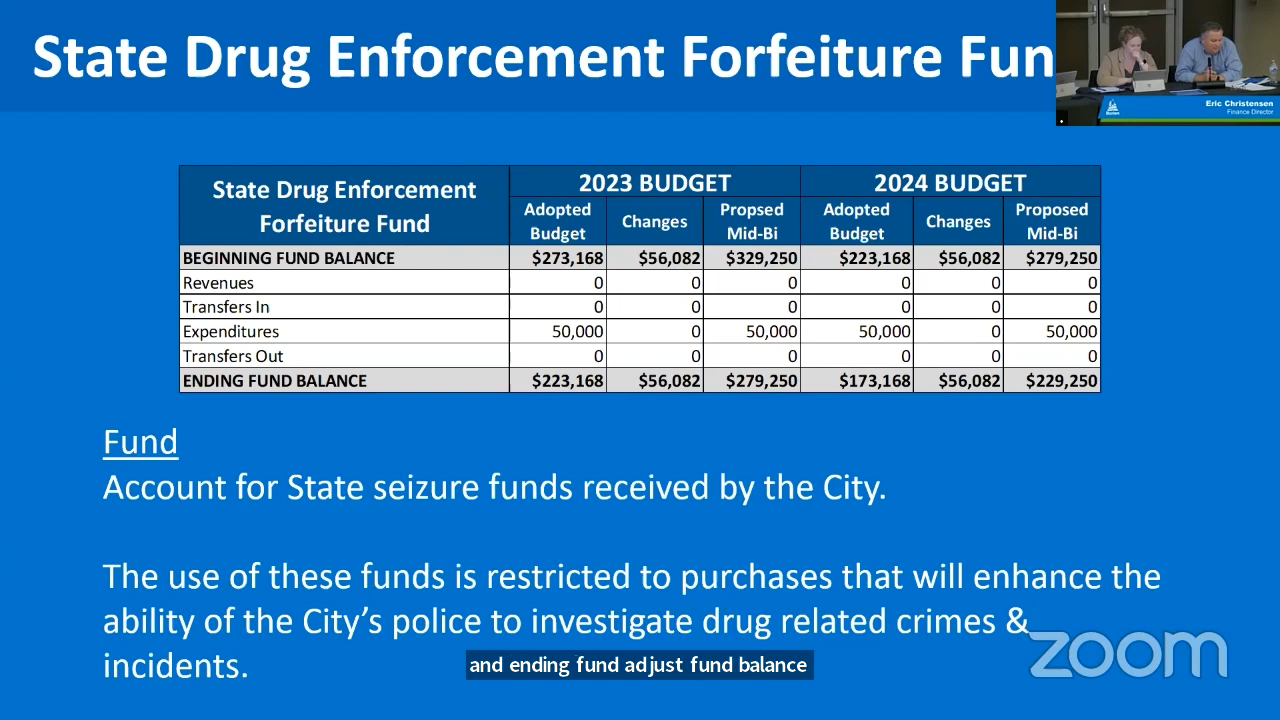 State Drug Enforcement Forfeiture Fun
Eric Christensen
Finance Director
Burien
State Drug Enforcement Forfeiture Fund 2023 BUDGET 2024 BUDGET
Adopted Budget Changes Propsed Mid-Bi Adopted Budget Changes Proposed Mid-Bi
BEGINNING FUND BALANCE $273,168 $56,082 $329,250 $223,168 $56,082 $279,250
Revenues 0 0 0 0 0 0
Transfers In 0 0 0 0 0 0
Expenditures 50,000 0 50,000 50,000 0 50,000
Transfers Out 0 0 0 0 0 0
ENDING FUND BALANCE $223,168 $56,082 $279,250 $173,168 $56,082 $229,250
Fund
Account for State seizure funds received by the City.
The use of these funds is restricted to purchases that will enhance the
ability of the City's police to investigate drug related crimes &
incidents.
and ending fund adjust fund balance
zoom